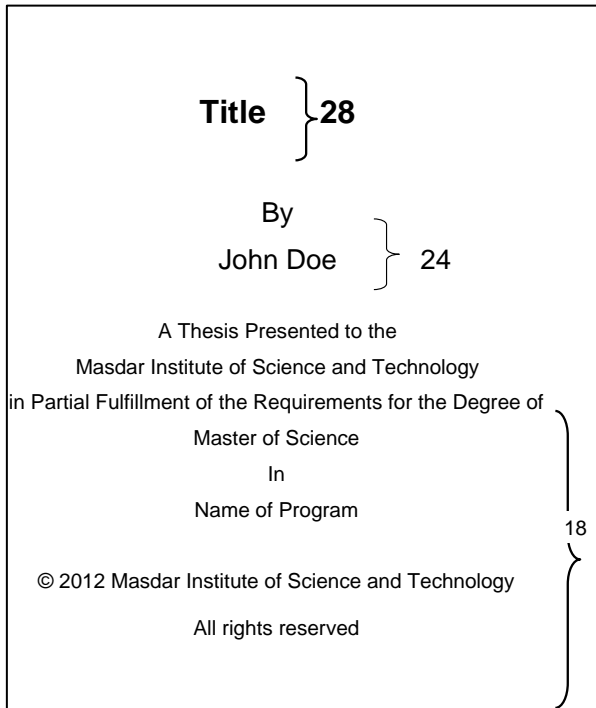 Title 28
By
John Doe 24
A Thesis Presented to the
Masdar Institute of Science and Technology
in Partial Fulfillment of the Requirements for the Degree of
Master of Science
In
Name of Program
18
© 2012 Masdar Institute of Science and Technology
All rights reserved